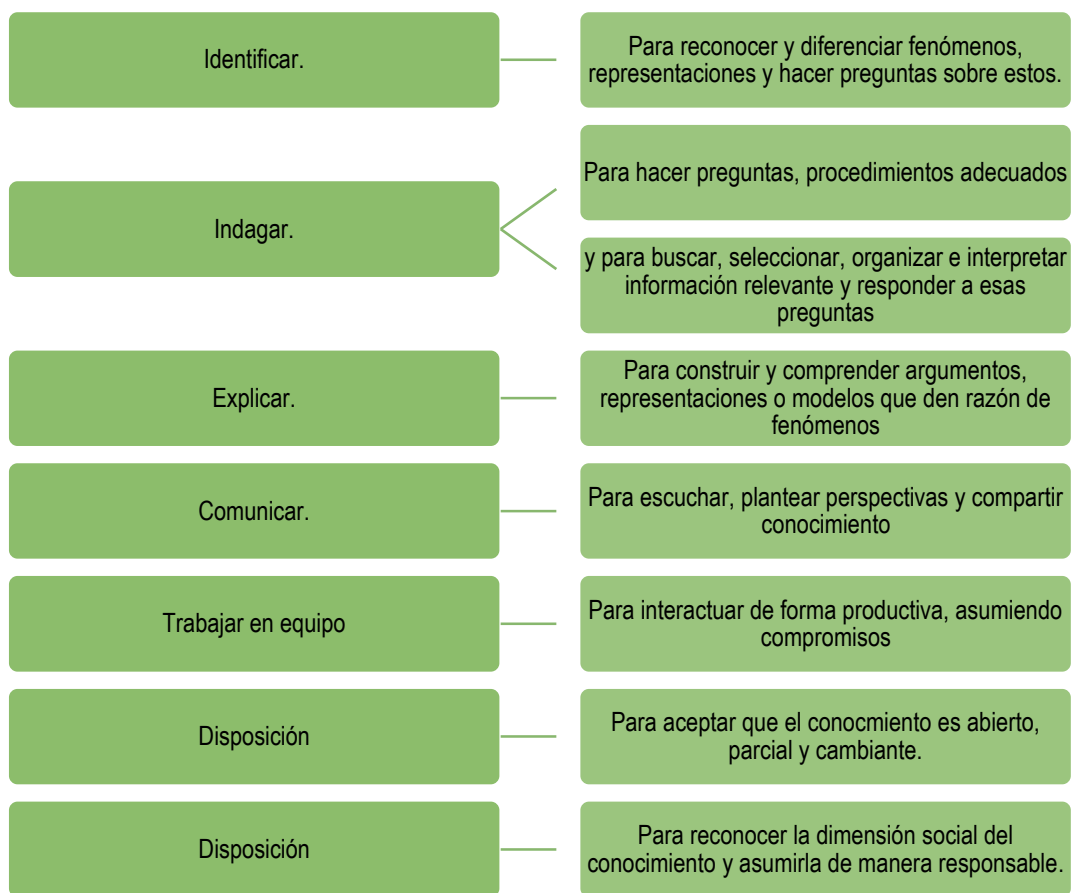 Identificar.
Para reconocer y diferenciar fenómenos,
representaciones y hacer preguntas sobre estos.
Indagar.
Para hacer preguntas, procedimientos adecuados
y para buscar, seleccionar, organizar e interpretar
información relevante y responder a esas
preguntas
Explicar.
Para construir y comprender argumentos,
representaciones o modelos que den razón de
fenómenos
Comunicar.
Para escuchar, plantear perspectivas y compartir
conocimiento
Trabajar en equipo
Para interactuar de forma productiva, asumiendo
compromisos
Disposición
Para aceptar que el conocmiento es abierto,
parcial y cambiante.
Disposición
Para reconocer la dimensión social del
conocimiento y asumirla de manera responsable.